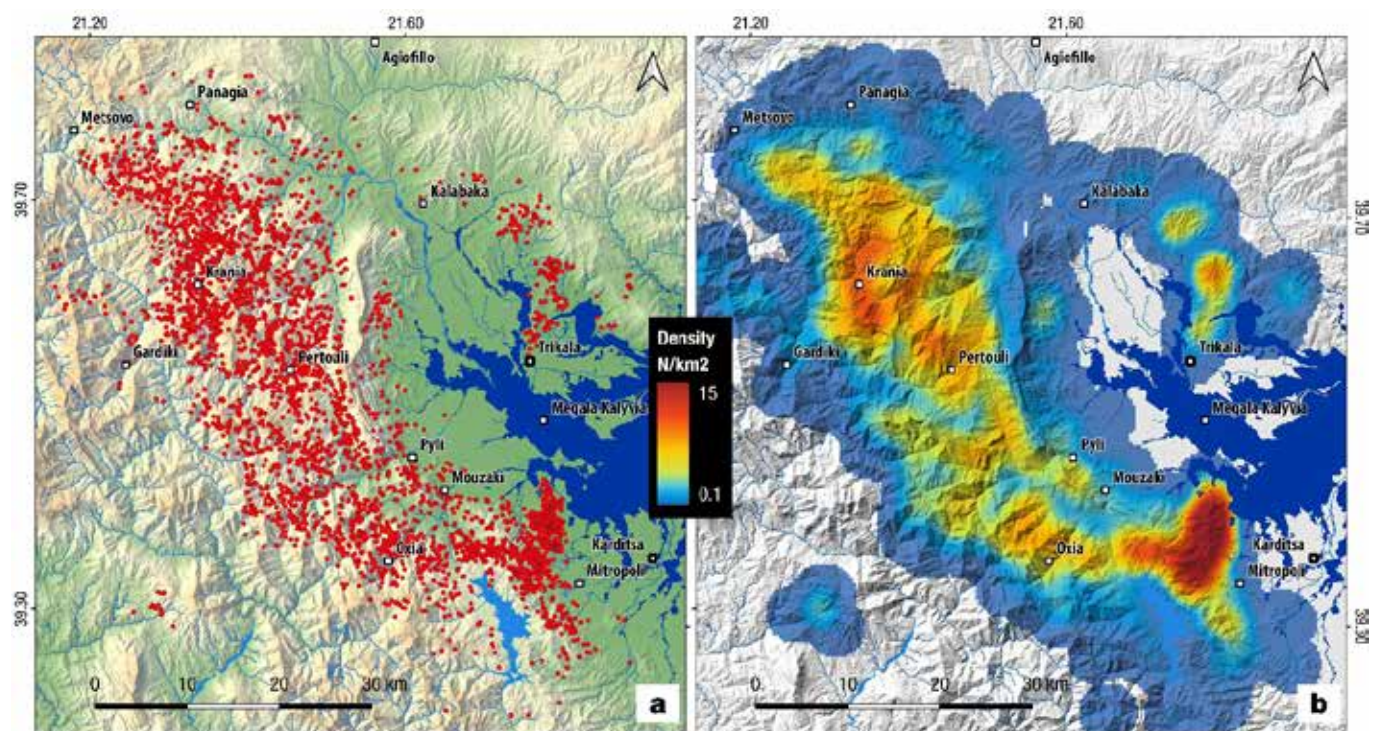 21.20
21.60
21.20
21.60
Agiofillo
Agiofillo
Panagia
Panagia
Metsovo
Metsovo
39.70
Kalabaka
Kalabaka
39.70
Krania
Krania
Gardiki
Pertouli
Trikala
Density
N/km2
15
0.1
Gardiki
Pertouli
Trikala
Megala Kalyvia
Megala Kalyvia
Pyli
Pyli
Mouzaki
Mouzaki
Oxia
Karditsa
Mitropoli
Oxia
Karditsa
Mitropoli
39.30
39.30
0 10 20 30 km
a
0 10 20 30 km
b